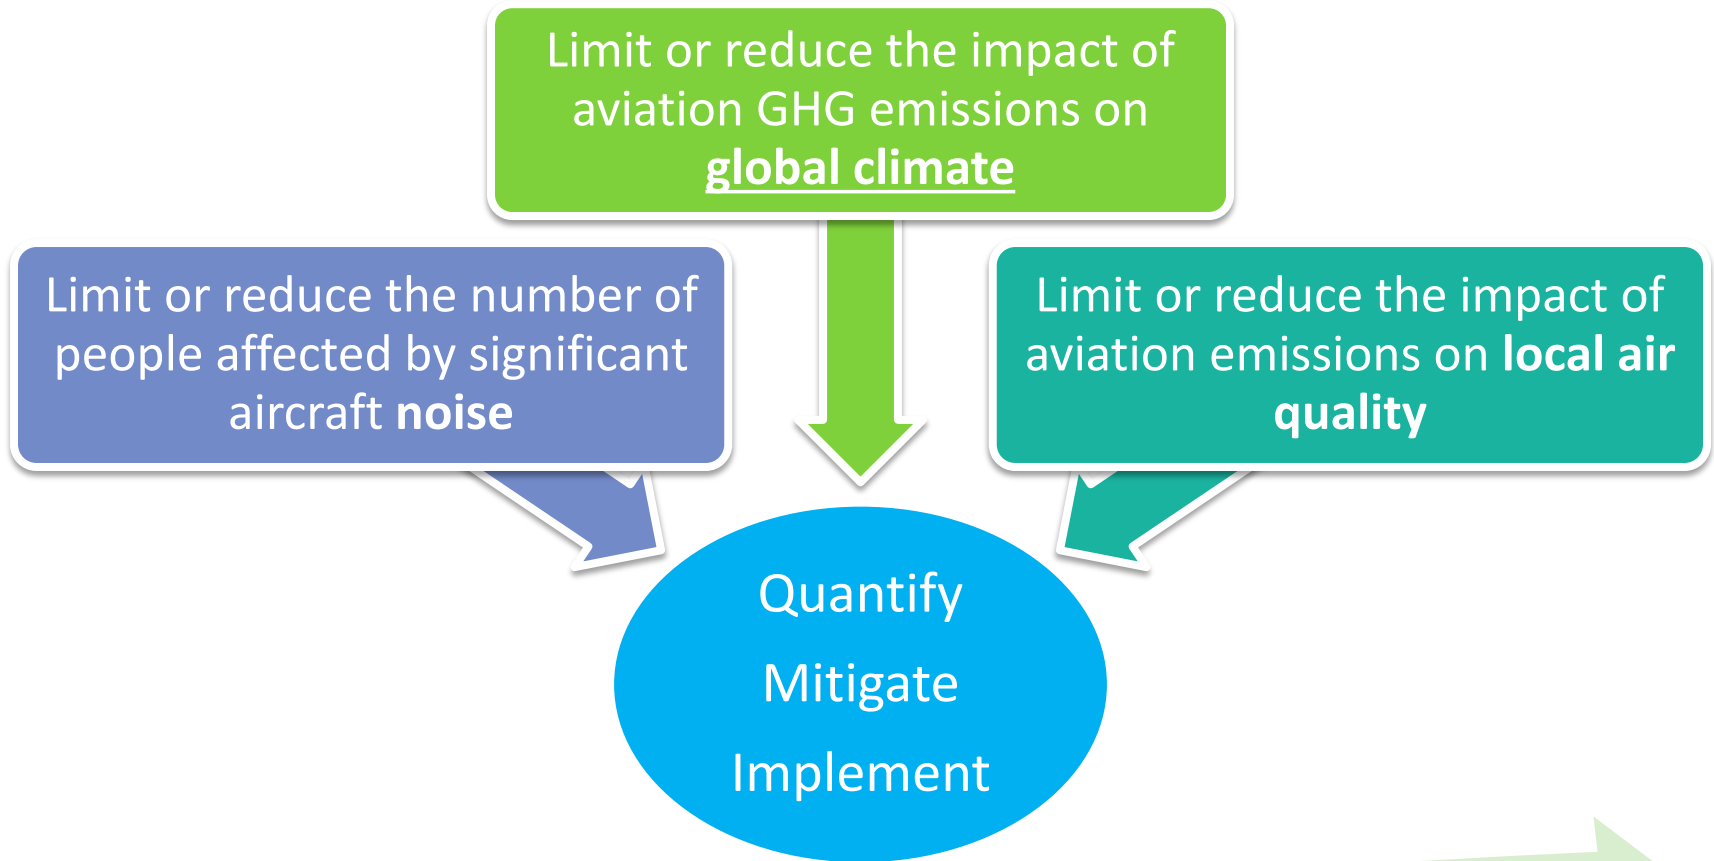 Limit or reduce the impact of
aviation GHG emissions on
global climate
Limit or reduce the number of
people affected by significant
aircraft noise
Limit or reduce the impact of
aviation emissions on local air
quality
Quantify
Mitigate
Implement